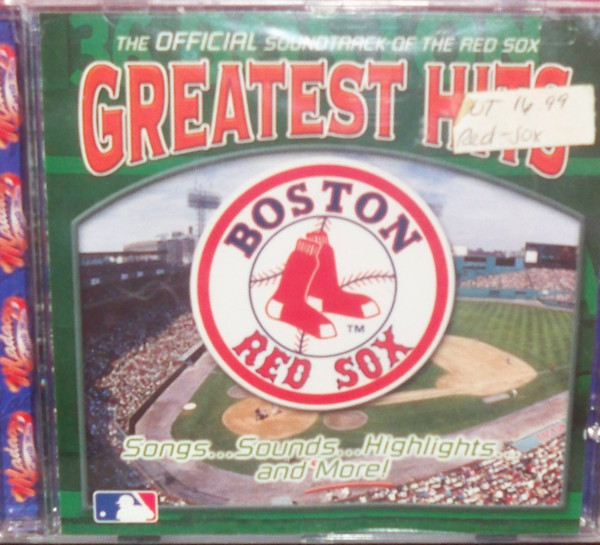 THE OFFICIAL SOUNDTRACK OF THE RED SOX
GREATEST HITS
UT 16 99
Red-Sox
BOSTON
TM
RED SOX
Songs...Sounds...Highlights...
and More!